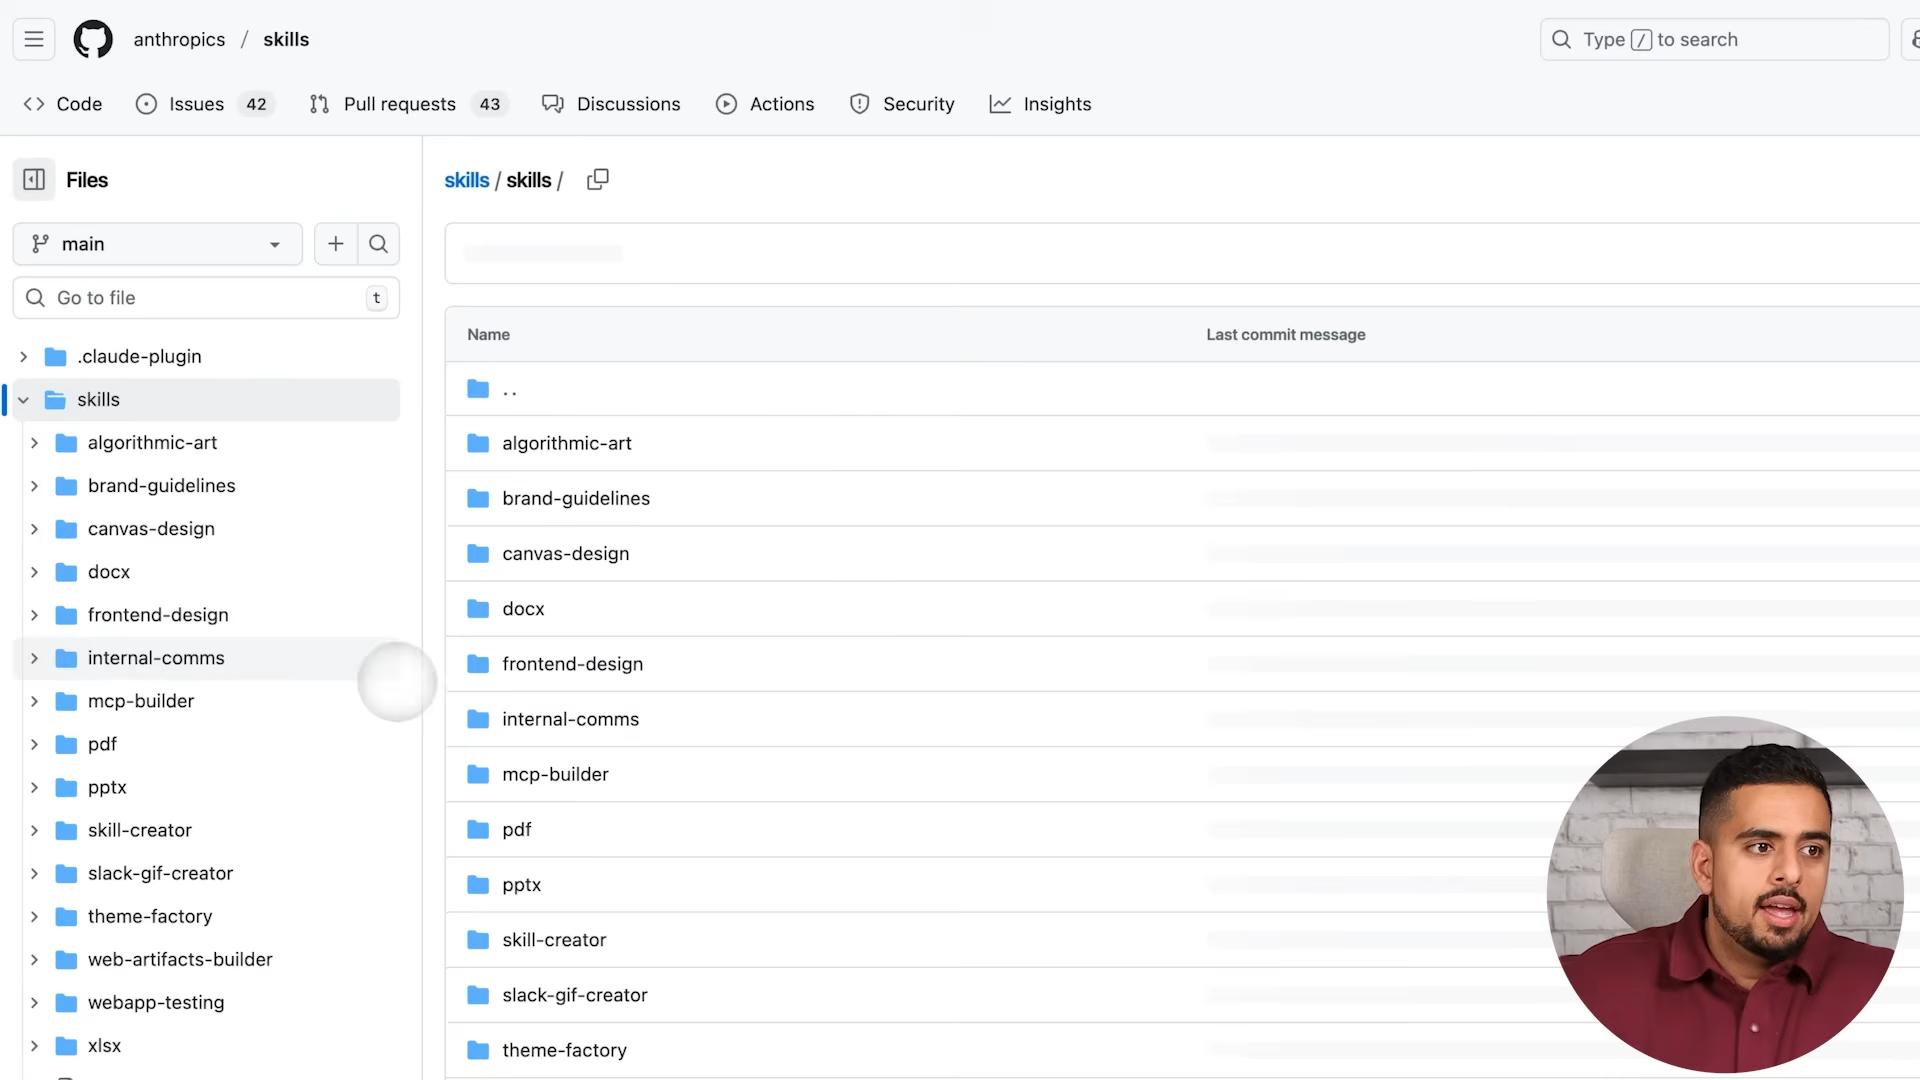 anthropics / skills
Type / to search
Code
Issues 42
Pull requests 43
Discussions
Actions
Security
Insights
Files
main
Go to file
t
.claude-plugin
skills
algorithmic-art
brand-guidelines
canvas-design
docx
frontend-design
internal-comms
mcp-builder
pdf
pptx
skill-creator
slack-gif-creator
theme-factory
web-artifacts-builder
webapp-testing
xlsx
skills / skills /
Name
Last commit message
..
algorithmic-art
brand-guidelines
canvas-design
docx
frontend-design
internal-comms
mcp-builder
pdf
pptx
skill-creator
slack-gif-creator
theme-factory